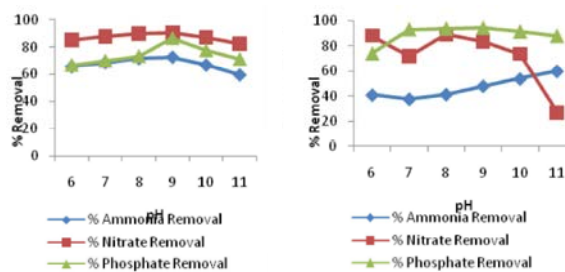 100
80
60
40
20
0
% Removal
6 7 8 9 10 11
pH
% Ammonia Removal
% Nitrate Removal
% Phosphate Removal
100
80
60
40
20
0
% Removal
6 7 8 9 10 11
pH
% Ammonia Removal
% Nitrate Removal
% Phosphate Removal